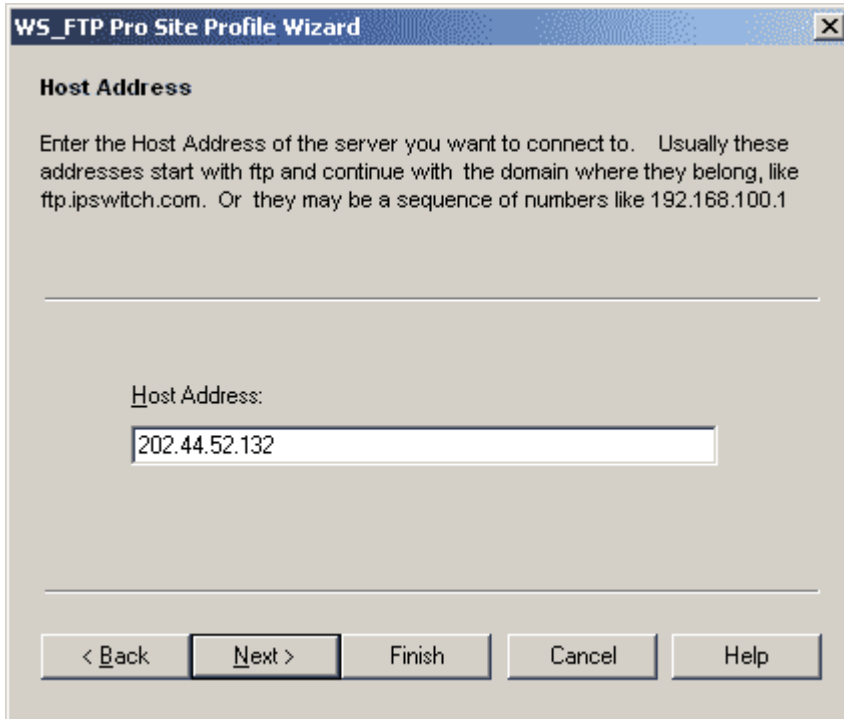 WS_FTP Pro Site Profile Wizard
Host Address
Enter the Host Address of the server you want to connect to.    Usually these
addresses start with ftp and continue with  the domain where they belong, like
ftp.ipswitch.com.  Or  they may be a sequence of numbers like 192.168.100.1
Host Address:
202.44.52.132
< Back Next > Finish Cancel Help